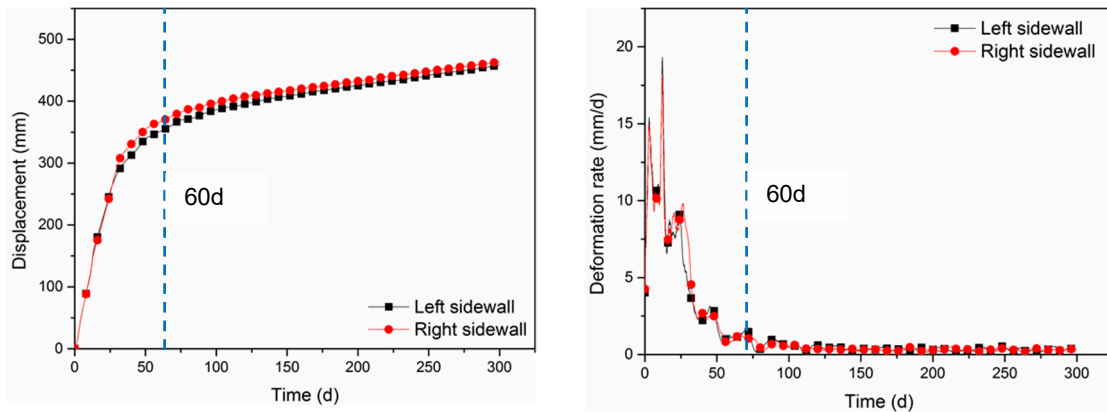 500
400
300
200
100
0
Displacement (mm)
0 50 100 150 200 250 300
Time (d)
60d
Left sidewall
Right sidewall
20
15
10
5
0
Deformation rate (mm/d)
0 50 100 150 200 250 300
Time (d)
60d
Left sidewall
Right sidewall